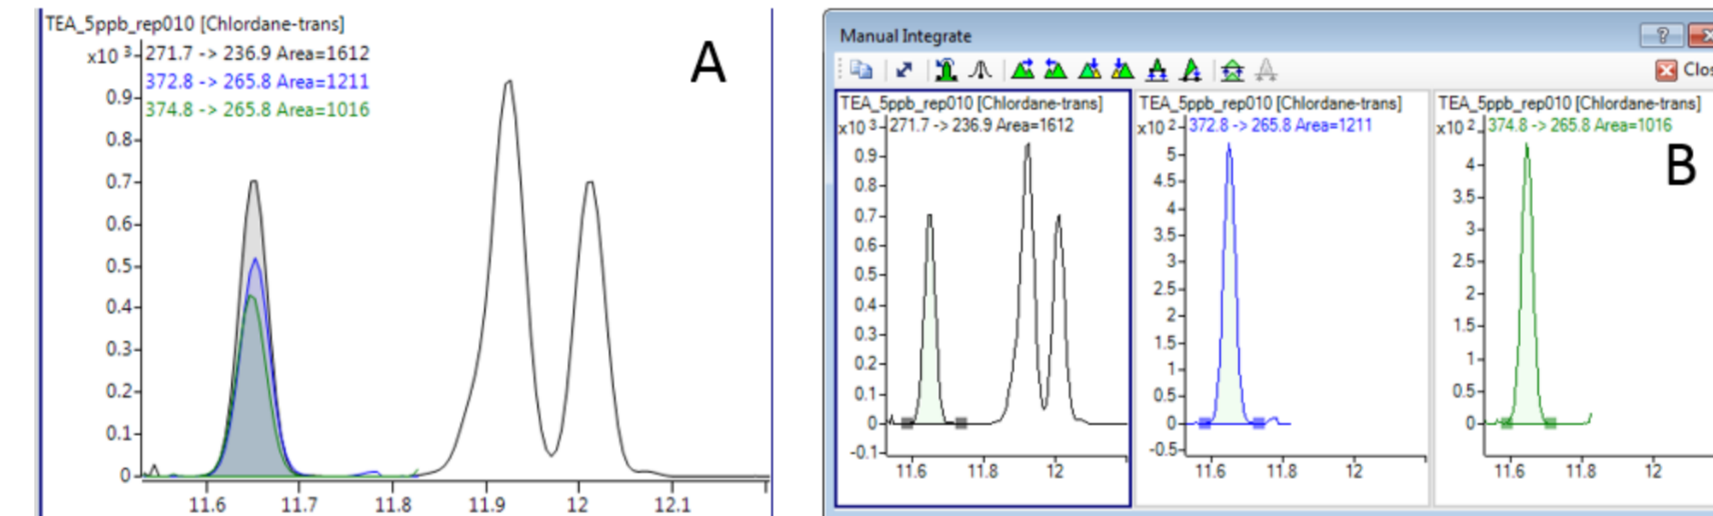 TEA_5ppb_rep010 [Chlordane-trans]
x10 3
271.7 -> 236.9 Area=1612
372.8 -> 265.8 Area=1211
374.8 -> 265.8 Area=1016
A
0.9
0.8
0.7
0.6
0.5
0.4
0.3
0.2
0.1
0
11.6 11.7 11.8 11.9 12 12.1
Manual Integrate
?
Clos
TEA_5ppb_rep010 [Chlordane-trans]
x10 3
271.7 -> 236.9 Area=1612
0.9
0.8
0.7
0.6
0.5
0.4
0.3
0.2
0.1
0
-0.1
11.6 11.8 12
TEA_5ppb_rep010 [Chlordane-trans]
x10 2
372.8 -> 265.8 Area=1211
5
4.5
4
3.5
3
2.5
2
1.5
1
0.5
0
-0.5
11.6 11.8 12
TEA_5ppb_rep010 [Chlordane-trans]
x10 2
374.8 -> 265.8 Area=1016
B
4
3.5
3
2.5
2
1.5
1
0.5
0
11.6 11.8 12